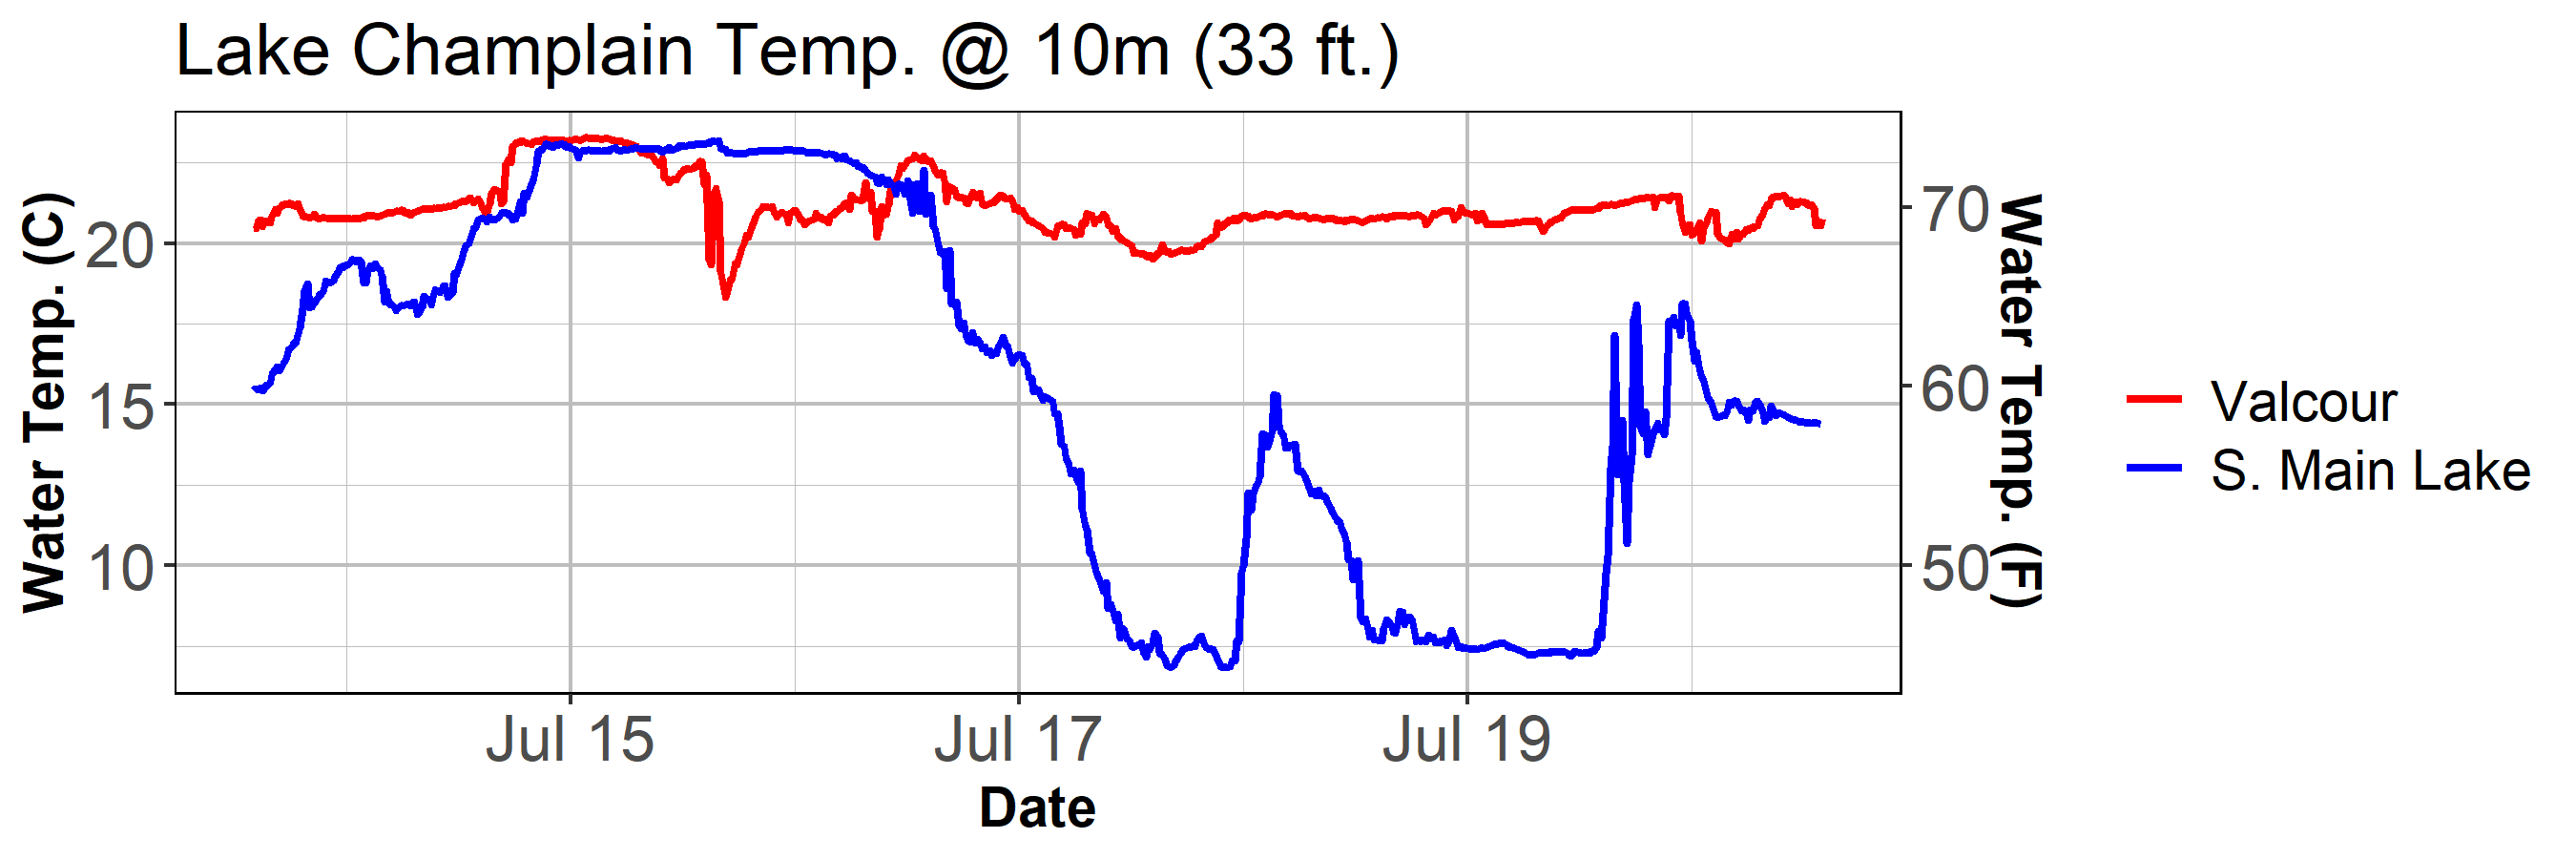 Lake Champlain Temp. @ 10m (33 ft.)
Water Temp. (C)
20
15
10
70
60
50
Water Temp. (F)
Jul 15
Jul 17
Jul 19
Date
Valcour
S. Main Lake